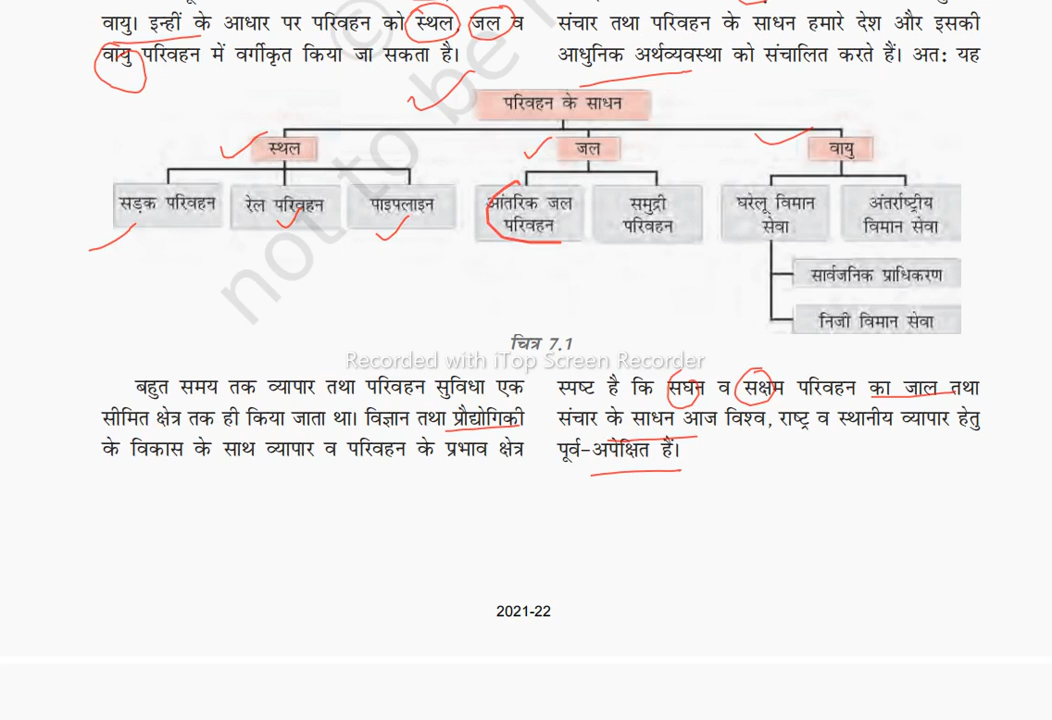 वायु। इन्हीं के आधार पर परिवहन को स्थल, जल व
वायु परिवहन में वर्गीकृत किया जा सकता है।
संचार तथा परिवहन के साधन हमारे देश और इसकी
आधुनिक अर्थव्यवस्था को संचालित करते हैं। अत: यह
परिवहन के साधन
स्थल
जल
वायु
सड़क परिवहन
रेल परिवहन
पाइपलाइन
आंतरिक जल
परिवहन
समुद्री
परिवहन
घरेलू विमान
सेवा
अंतर्राष्ट्रीय
विमान सेवा
सार्वजनिक प्राधिकरण
निजी विमान सेवा
not to be
©
चित्र 7.1
Recorded with iTop Screen Recorder
बहुत समय तक व्यापार तथा परिवहन सुविधा एक
सीमित क्षेत्र तक ही किया जाता था। विज्ञान तथा प्रौद्योगिकी
के विकास के साथ व्यापार व परिवहन के प्रभाव क्षेत्र
स्पष्ट है कि सघन व सक्षम परिवहन का जाल तथा
संचार के साधन आज विश्व, राष्ट्र व स्थानीय व्यापार हेतु
पूर्व-अपेक्षित हैं।
2021-22